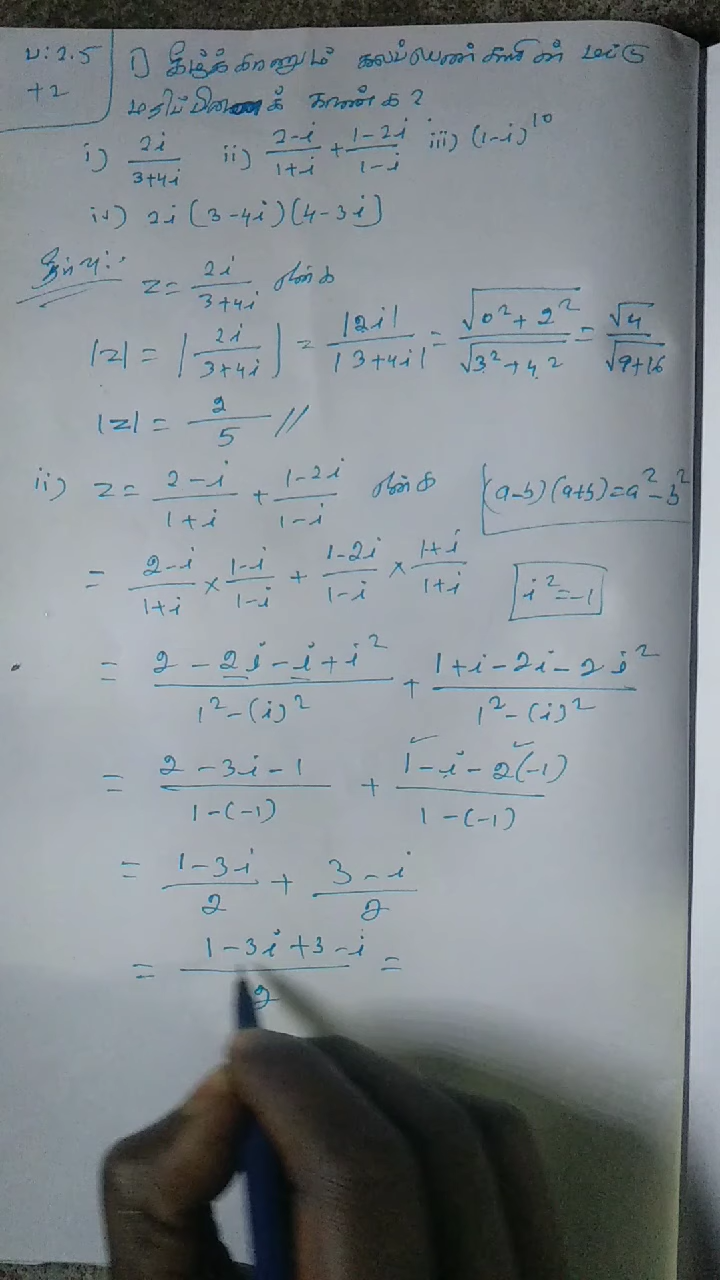 ப: 2.5
+2
1) கீழ்க்காணும் கலப்பெண்களின் மட்டு
மதிப்பினைக் காண்க?
i) 2i/(3+4i) ii) (2-i)/(1+i) + (1-2i)/(1-i) iii) (1-i)^10
iv) 2i(3-4i)(4-3i)
தீர்வு: z = 2i/(3+4i) என்க
|z| = |2i/(3+4i)| = |2i|/|3+4i| = √(0²+2²)/√(3²+4²) = √4/√(9+16)
|z| = 2/5 //
ii) z = (2-i)/(1+i) + (1-2i)/(1-i) என்க (a-b)(a+b)=a²-b²
= (2-i)/(1+i) × (1-i)/(1-i) + (1-2i)/(1-i) × (1+i)/(1+i) i²=-1
= (2-2i-i+i²)/(1²-(i)²) + (1+i-2i-2i²)/(1²-(i)²)
= (2-3i-1)/(1-(-1)) + (1-i-2(-1))/(1-(-1))
= (1-3i)/2 + (3-i)/2
= (1-3i+3-i)/2 =